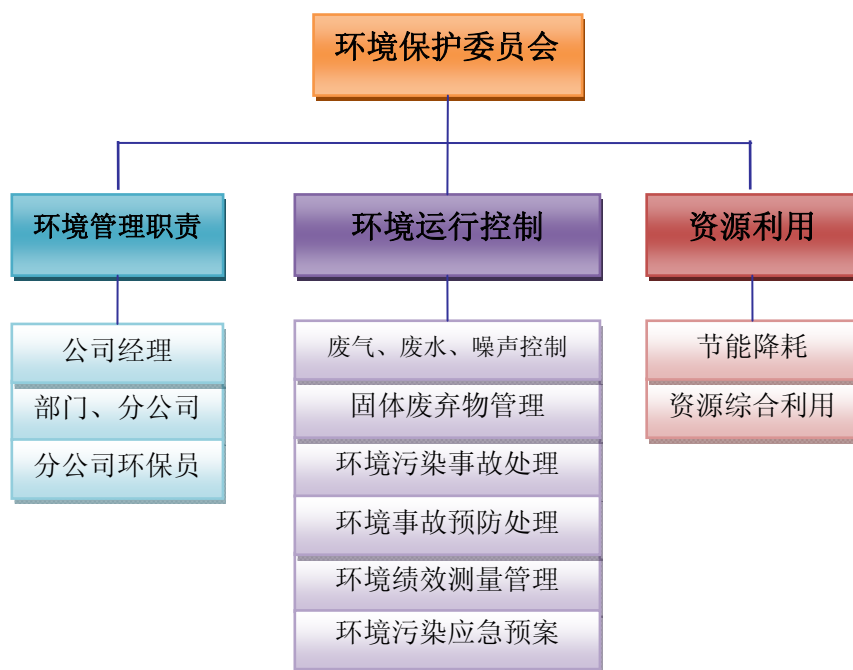 环境保护委员会
环境管理职责
环境运行控制
资源利用
公司经理
部门、分公司
分公司环保员
废气、废水、噪声控制
固体废弃物管理
环境污染事故处理
环境事故预防处理
环境绩效测量管理
环境污染应急预案
节能降耗
资源综合利用